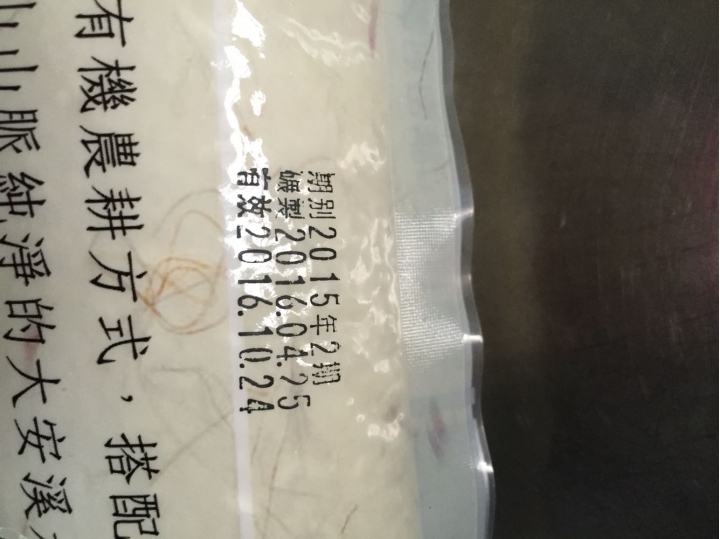 期別2015年2期
礱製2016.04.25
有效2016.10.24
有機農耕方式，搭配
山脈純淨的大安溪